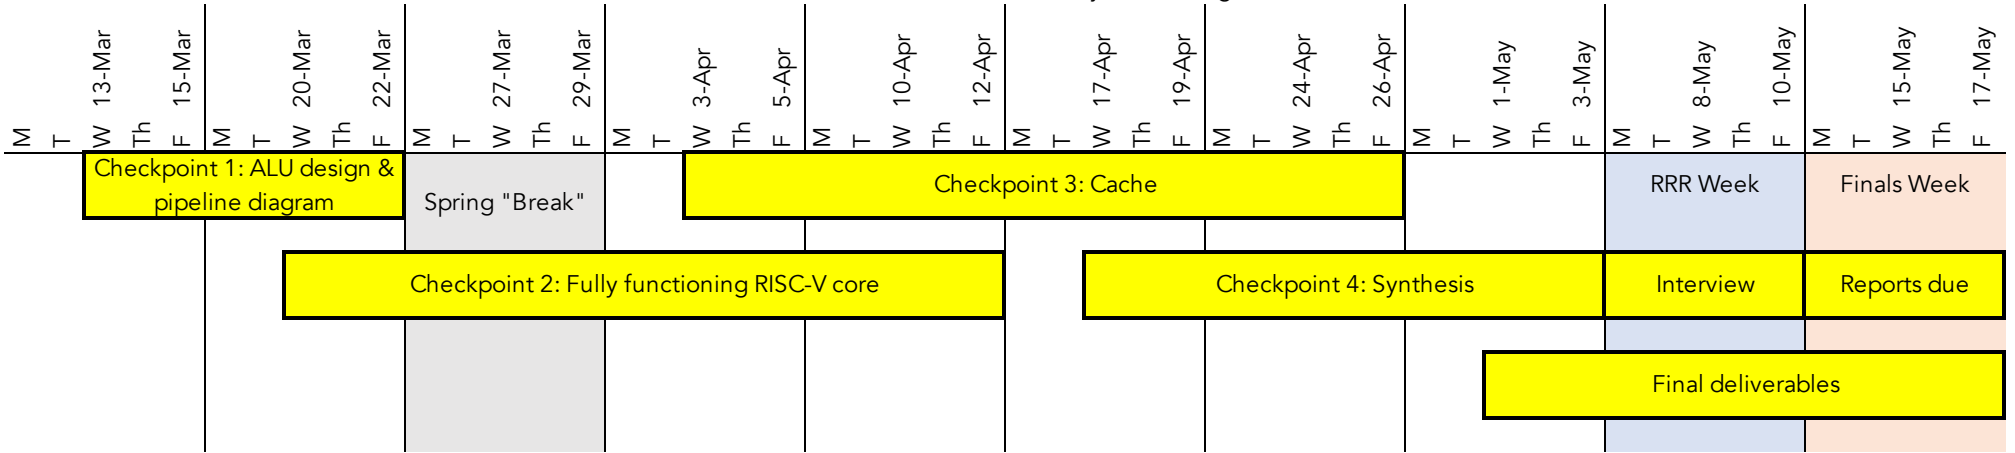 13-Mar
15-Mar
20-Mar
22-Mar
27-Mar
29-Mar
3-Apr
5-Apr
10-Apr
12-Apr
17-Apr
19-Apr
24-Apr
26-Apr
1-May
3-May
8-May
10-May
15-May
17-May
M T W Th F M T W Th F M T W Th F M T W Th F M T W Th F M T W Th F M T W Th F M T W Th F M T W Th F M T W Th F
Checkpoint 1: ALU design &
pipeline diagram
Spring "Break"
Checkpoint 3: Cache
RRR Week
Finals Week
Checkpoint 2: Fully functioning RISC-V core
Checkpoint 4: Synthesis
Interview
Reports due
Final deliverables